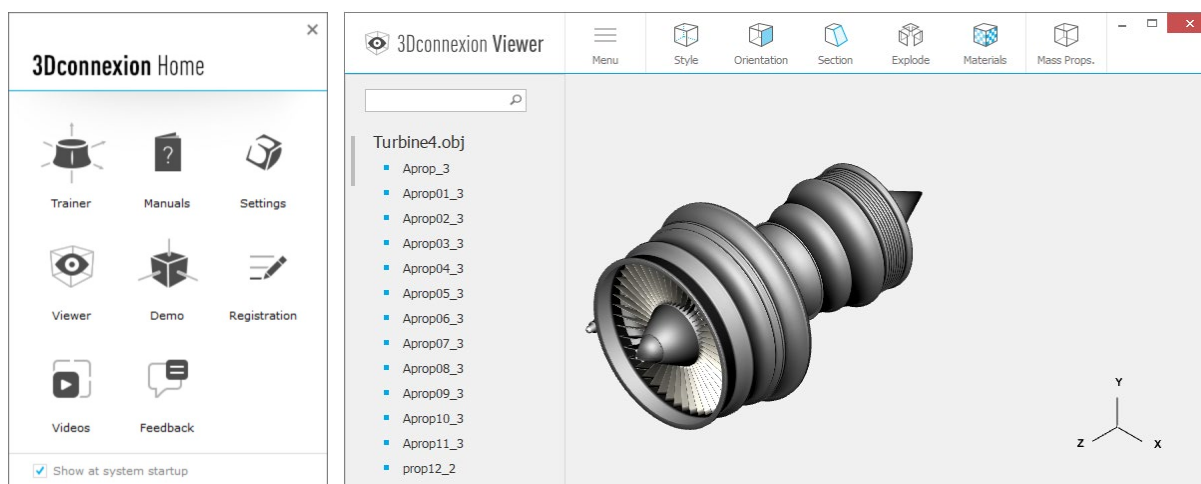 3Dconnexion Home
Trainer
Manuals
Settings
Viewer
Demo
Registration
Videos
Feedback
Show at system startup
3Dconnexion Viewer
Menu
Style
Orientation
Section
Explode
Materials
Mass Props.
Turbine4.obj
Aprop_3
Aprop01_3
Aprop02_3
Aprop03_3
Aprop04_3
Aprop05_3
Aprop06_3
Aprop07_3
Aprop08_3
Aprop09_3
Aprop10_3
Aprop11_3
prop12_2
Y
Z
X